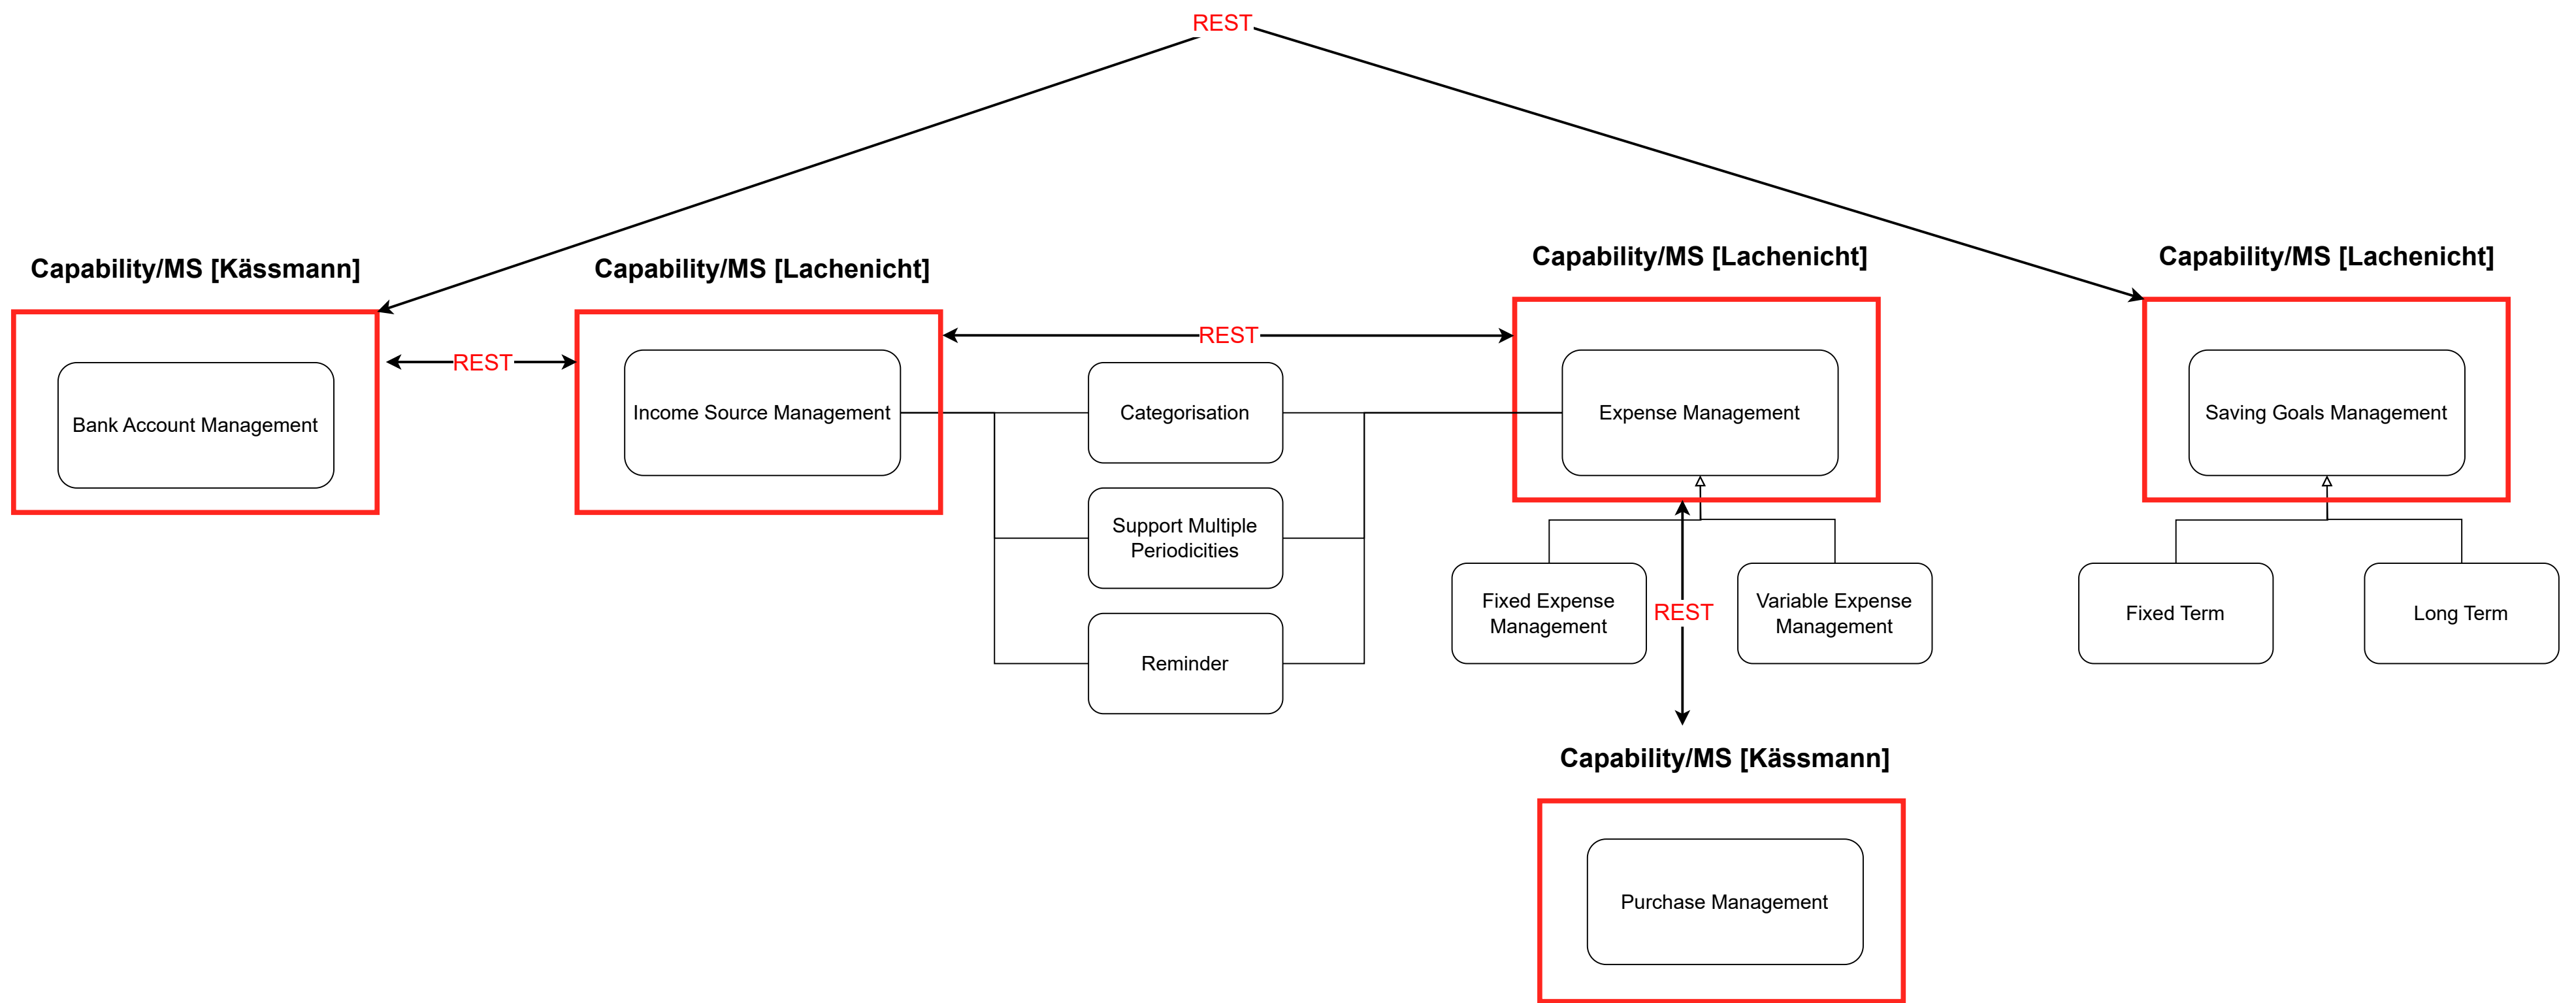 REST
Capability/MS [Kässmann]
Capability/MS [Lachenicht]
Capability/MS [Lachenicht]
Capability/MS [Lachenicht]
REST
REST
Bank Account Management
Income Source Management
Categorisation
Expense Management
Saving Goals Management
Support Multiple
Periodicities
Reminder
Fixed Expense
Management
REST
Variable Expense
Management
Fixed Term
Long Term
Capability/MS [Kässmann]
Purchase Management